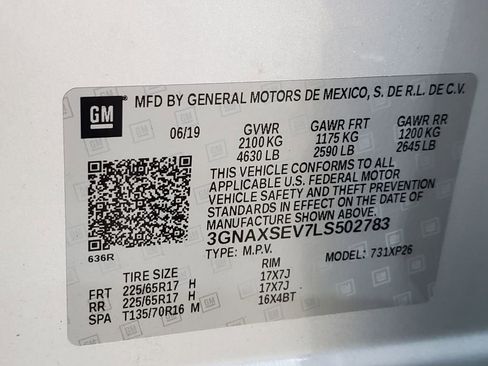 GM
MFD BY GENERAL MOTORS DE MEXICO, S. DE R.L. DE C.V.
06/19 GVWR GAWR FRT GAWR RR
2100 KG 1175 KG 1200 KG
4630 LB 2590 LB 2645 LB
THIS VEHICLE CONFORMS TO ALL
APPLICABLE U.S. FEDERAL MOTOR
VEHICLE SAFETY AND THEFT PREVENTION
STANDARDS IN EFFECT ON THE DATE OF
MANUFACTURE SHOWN ABOVE.
3GNAXSEV7LS502783
636R
TYPE: M.P.V. MODEL: 731XP26
TIRE SIZE RIM
FRT 225/65R17 H 17X7J
RR 225/65R17 H 17X7J
SPA T135/70R16 M 16X4BT